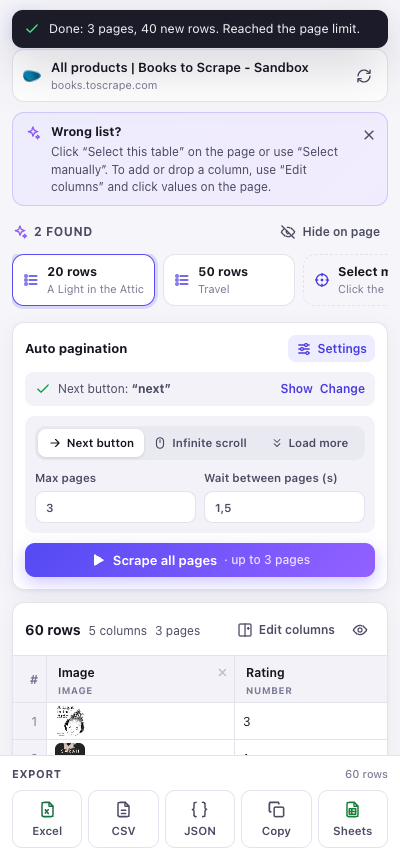 Done: 3 pages, 40 new rows. Reached the page limit.
All products | Books to Scrape - Sandbox
books.toscrape.com
Wrong list?
Click “Select this table” on the page or use “Select
manually”. To add or drop a column, use “Edit
columns” and click values on the page.
2 FOUND
Hide on page
20 rows
A Light in the Attic
50 rows
Travel
Select m
Click the
Auto pagination
Settings
Next button: “next”
Show Change
Next button
Infinite scroll
Load more
Max pages
Wait between pages (s)
3
1,5
Scrape all pages · up to 3 pages
60 rows 5 columns 3 pages
Edit columns
# Image Rating
IMAGE NUMBER
1 3
EXPORT
60 rows
Excel
CSV
JSON
Copy
Sheets